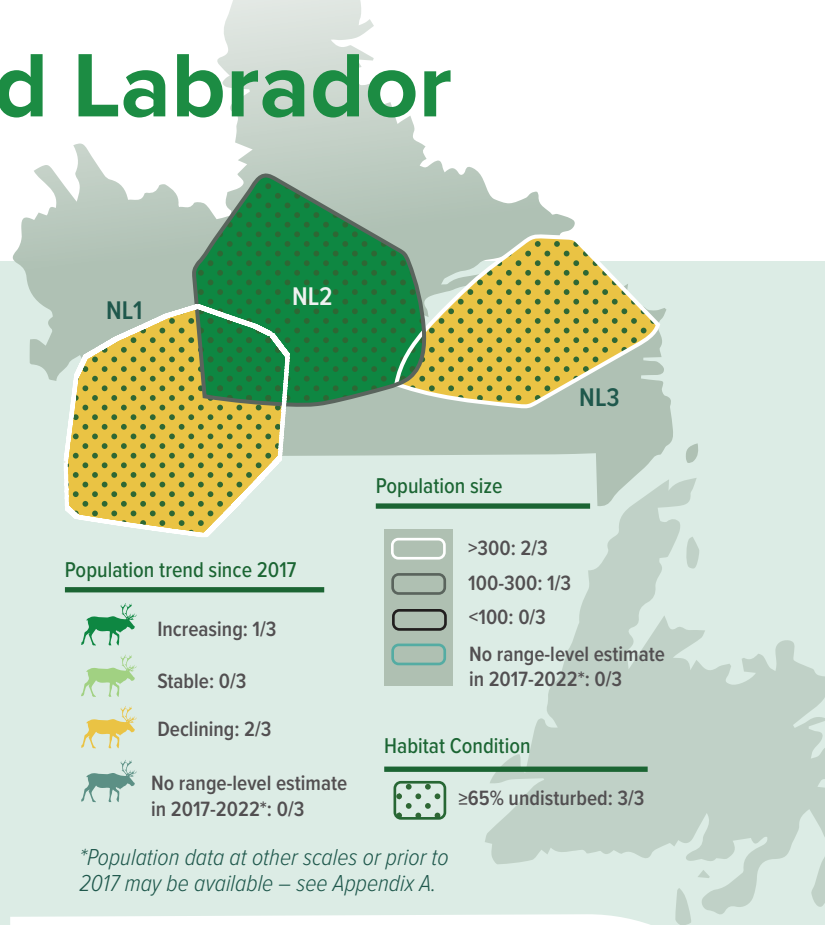 d Labrador
NL2
NL1
NL3
Population size
>300: 2/3
100-300: 1/3
<100: 0/3
No range-level estimate
in 2017-2022*: 0/3
Population trend since 2017
Increasing: 1/3
Stable: 0/3
Declining: 2/3
No range-level estimate
in 2017-2022*: 0/3
Habitat Condition
≥65% undisturbed: 3/3
*Population data at other scales or prior to
2017 may be available – see Appendix A.